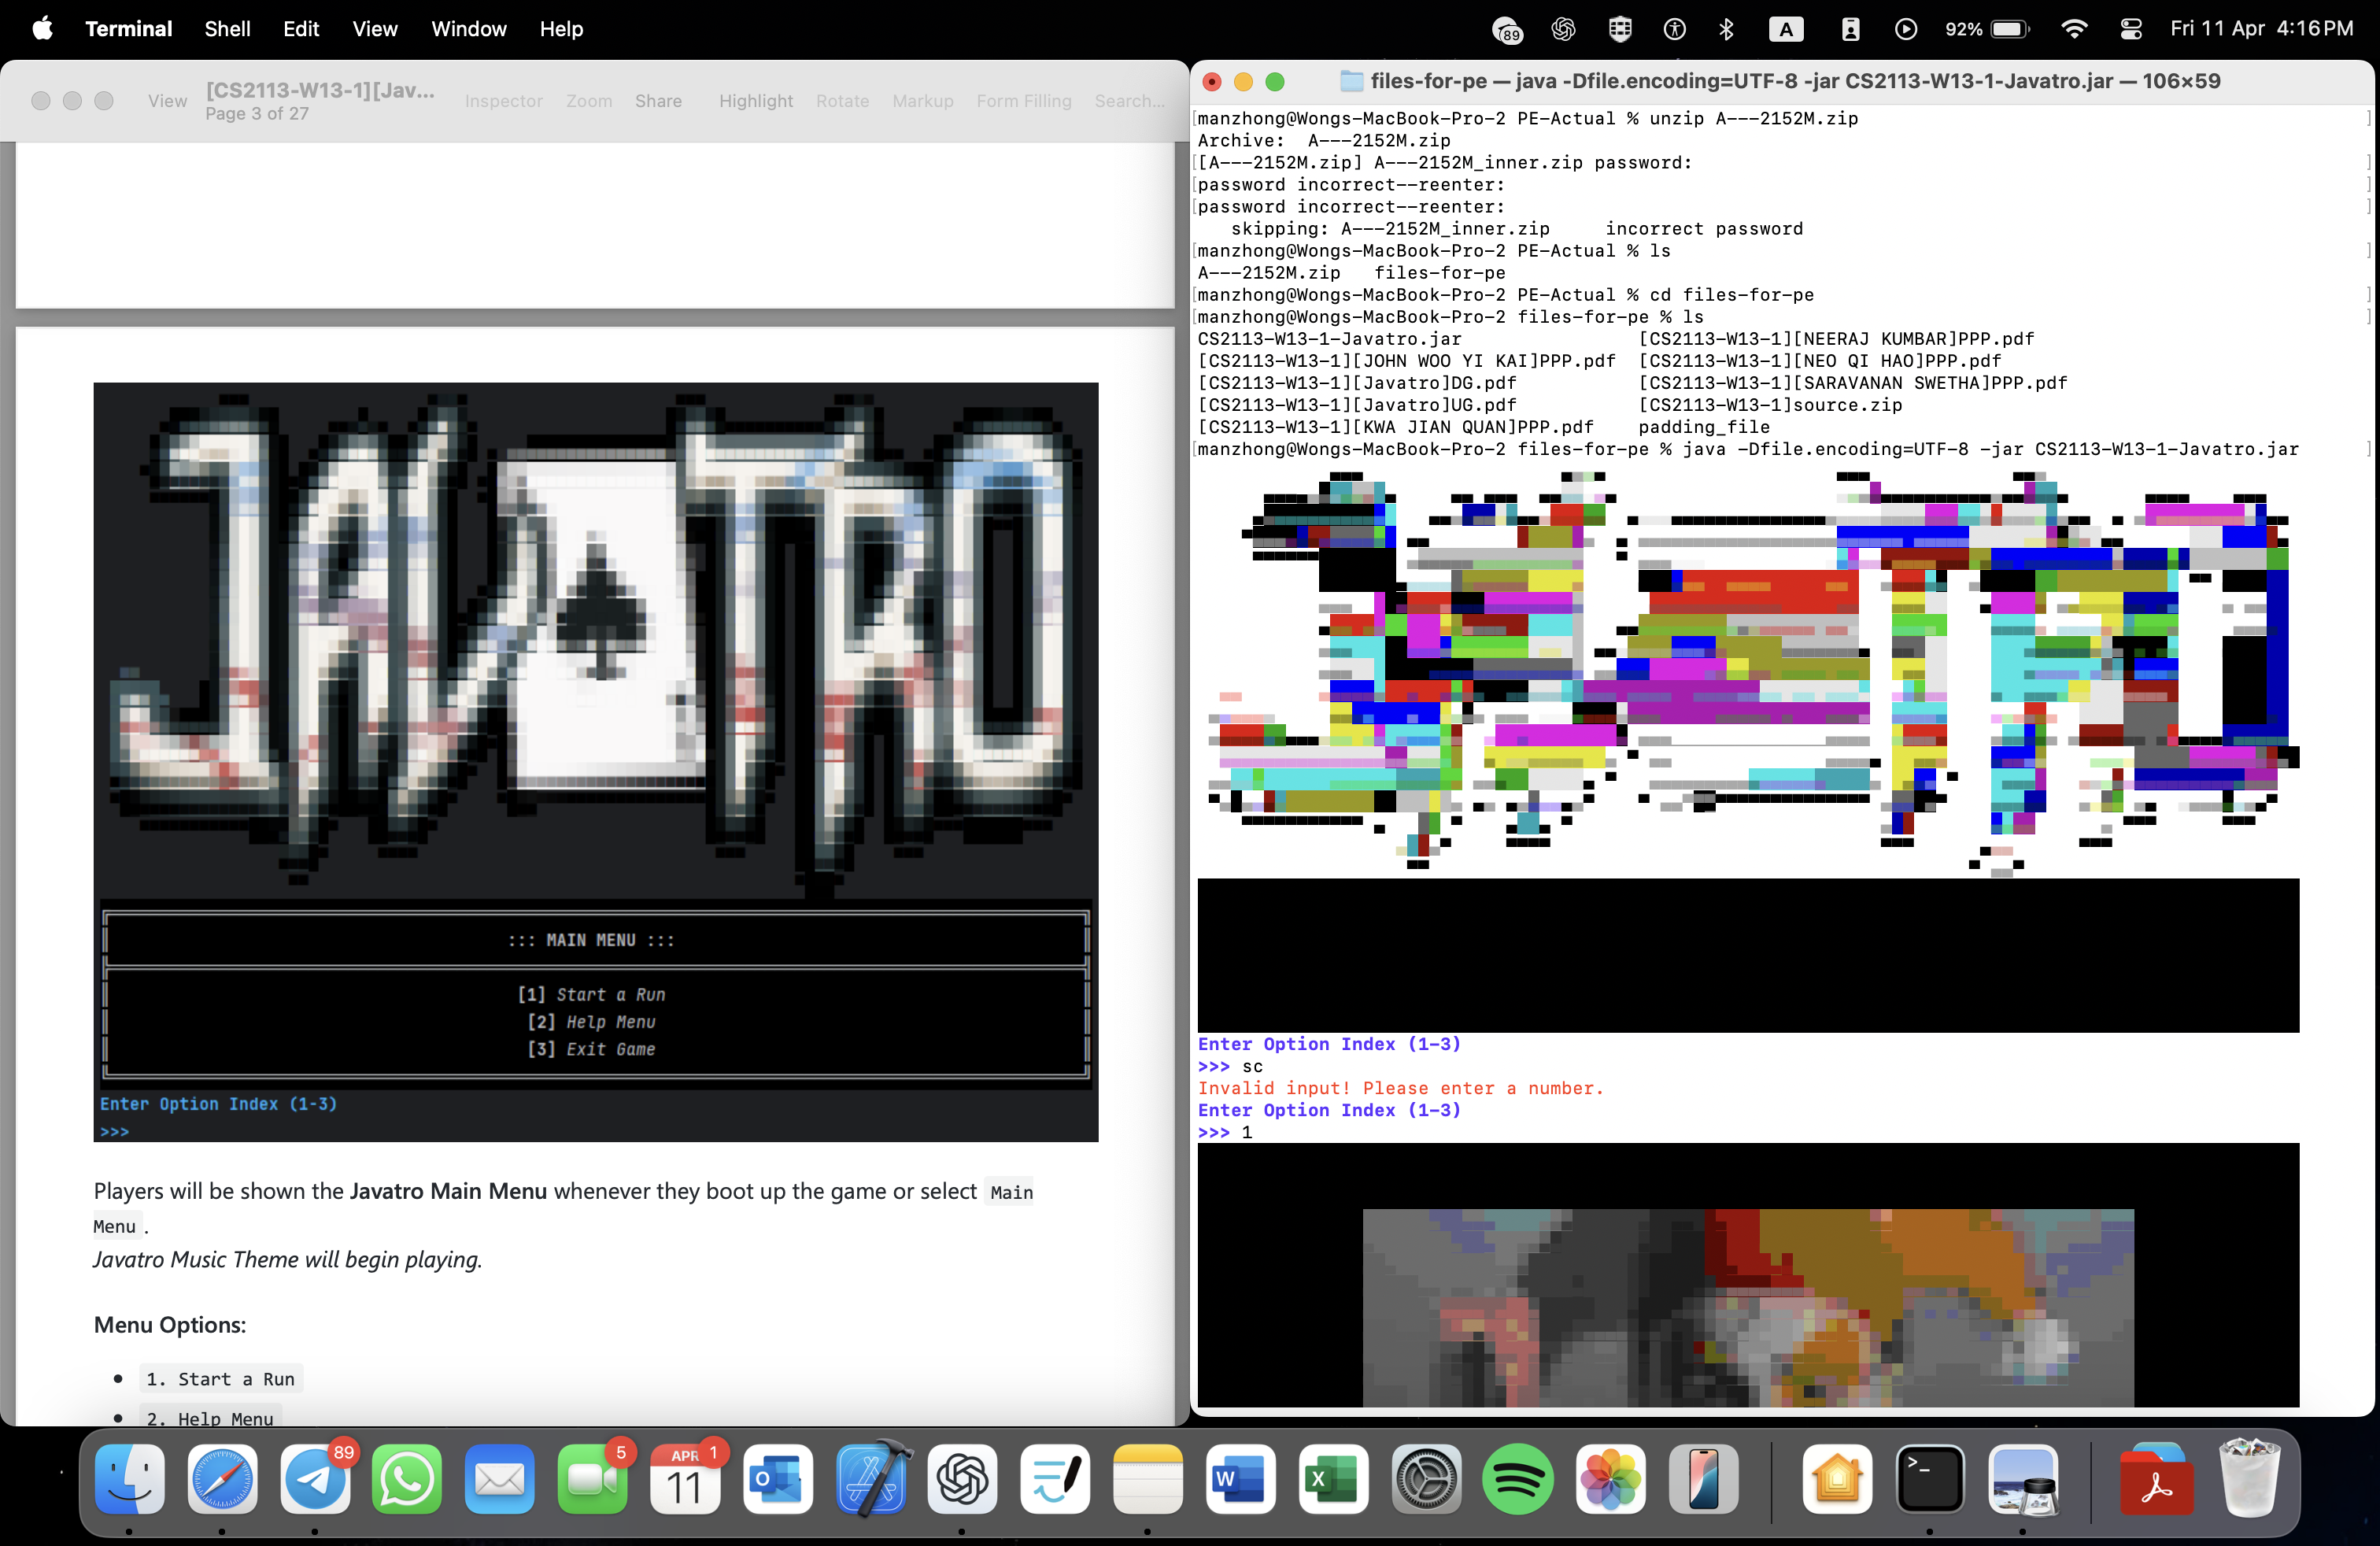 Terminal Shell Edit View Window Help
89 A 92% Fri 11 Apr 4:16 PM
View [CS2113-W13-1][Jav... Inspector Zoom Share Highlight Rotate Markup Form Filling Search...
Page 3 of 27
JAVATRO
::: MAIN MENU :::
[1] Start a Run
[2] Help Menu
[3] Exit Game
Enter Option Index (1-3)
>>>
Players will be shown the Javatro Main Menu whenever they boot up the game or select Main
Menu .
Javatro Music Theme will begin playing.
Menu Options:
• 1. Start a Run
• 2. Help Menu
files-for-pe — java -Dfile.encoding=UTF-8 -jar CS2113-W13-1-Javatro.jar — 106×59
[manzhong@Wongs-MacBook-Pro-2 PE-Actual % unzip A---2152M.zip ]
Archive:  A---2152M.zip
[[A---2152M.zip] A---2152M_inner.zip password: ]
[password incorrect--reenter: ]
[password incorrect--reenter: ]
skipping: A---2152M_inner.zip     incorrect password
[manzhong@Wongs-MacBook-Pro-2 PE-Actual % ls ]
A---2152M.zip   files-for-pe
[manzhong@Wongs-MacBook-Pro-2 PE-Actual % cd files-for-pe ]
[manzhong@Wongs-MacBook-Pro-2 files-for-pe % ls ]
CS2113-W13-1-Javatro.jar [CS2113-W13-1][NEERAJ KUMBAR]PPP.pdf
[CS2113-W13-1][JOHN WOO YI KAI]PPP.pdf [CS2113-W13-1][NEO QI HAO]PPP.pdf
[CS2113-W13-1][Javatro]DG.pdf [CS2113-W13-1][SARAVANAN SWETHA]PPP.pdf
[CS2113-W13-1][Javatro]UG.pdf [CS2113-W13-1]source.zip
[CS2113-W13-1][KWA JIAN QUAN]PPP.pdf padding_file
[manzhong@Wongs-MacBook-Pro-2 files-for-pe % java -Dfile.encoding=UTF-8 -jar CS2113-W13-1-Javatro.jar ]
Enter Option Index (1-3)
>>> sc
Invalid input! Please enter a number.
Enter Option Index (1-3)
>>> 1
89 5 APR 1
11 O W X >_